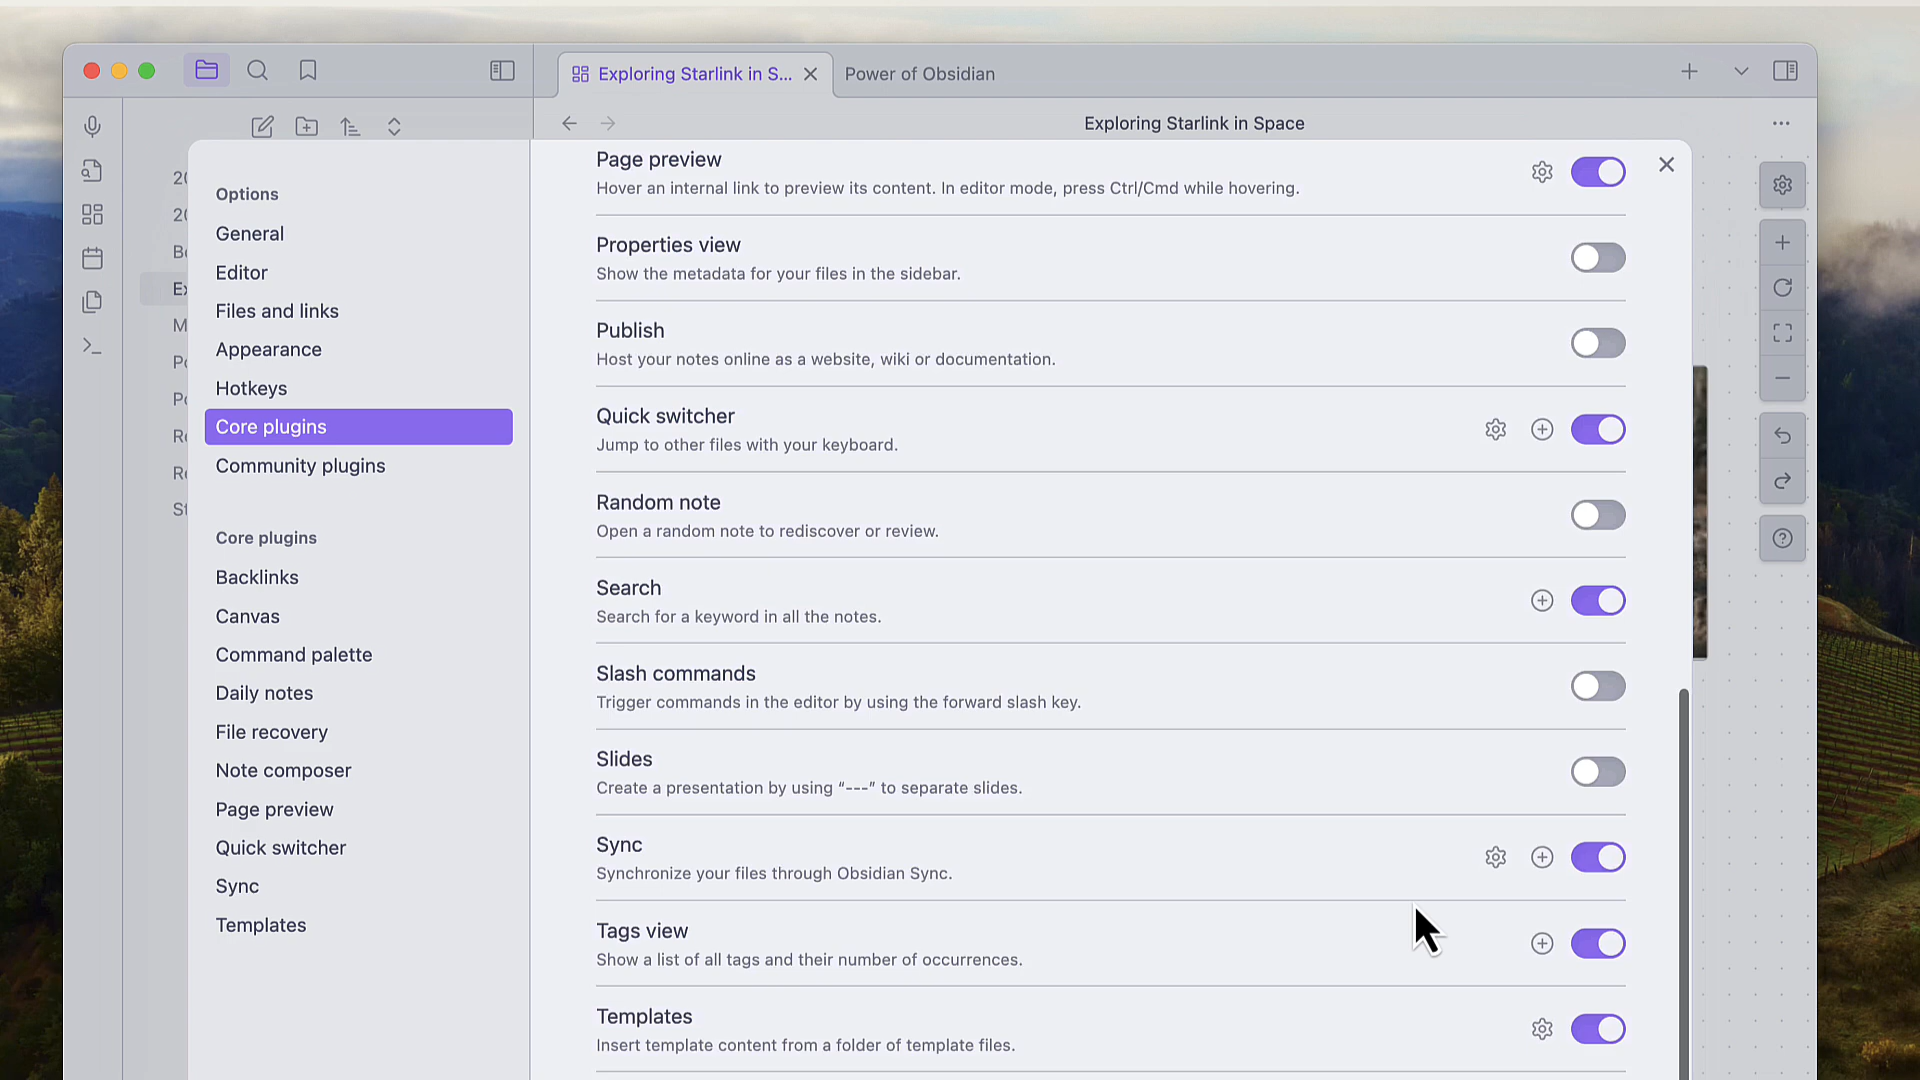 Exploring Starlink in S...
Power of Obsidian
Exploring Starlink in Space
Options
General
Editor
Files and links
Appearance
Hotkeys
Core plugins
Community plugins
Core plugins
Backlinks
Canvas
Command palette
Daily notes
File recovery
Note composer
Page preview
Quick switcher
Sync
Templates
Page preview
Hover an internal link to preview its content. In editor mode, press Ctrl/Cmd while hovering.
Properties view
Show the metadata for your files in the sidebar.
Publish
Host your notes online as a website, wiki or documentation.
Quick switcher
Jump to other files with your keyboard.
Random note
Open a random note to rediscover or review.
Search
Search for a keyword in all the notes.
Slash commands
Trigger commands in the editor by using the forward slash key.
Slides
Create a presentation by using “---” to separate slides.
Sync
Synchronize your files through Obsidian Sync.
Tags view
Show a list of all tags and their number of occurrences.
Templates
Insert template content from a folder of template files.